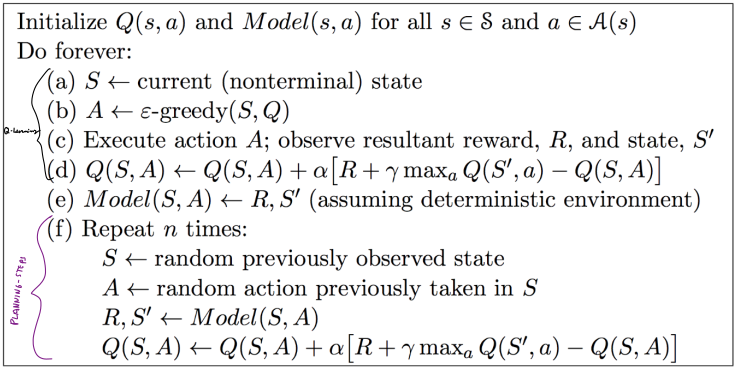 Initialize Q(s, a) and Model(s, a) for all s ∈ 𝒮 and a ∈ 𝒜(s)
Do forever:
(a) S ← current (nonterminal) state
(b) A ← ε-greedy(S, Q)
Q-learning
(c) Execute action A; observe resultant reward, R, and state, S′
(d) Q(S, A) ← Q(S, A) + α[R + γ maxₐ Q(S′, a) − Q(S, A)]
(e) Model(S, A) ← R, S′ (assuming deterministic environment)
(f) Repeat n times:
PLANNING-STEPS
S ← random previously observed state
A ← random action previously taken in S
R, S′ ← Model(S, A)
Q(S, A) ← Q(S, A) + α[R + γ maxₐ Q(S′, a) − Q(S, A)]